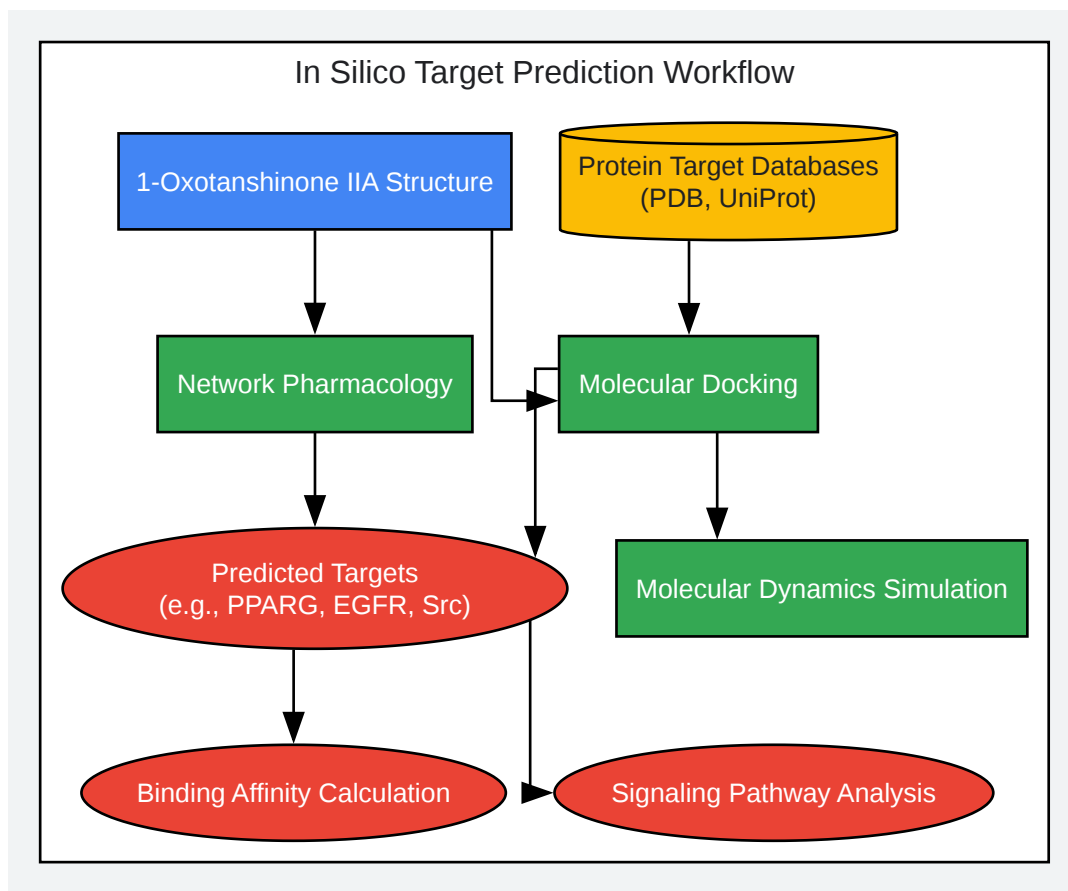 In Silico Target Prediction Workflow
1-Oxotanshinone IIA Structure
Protein Target Databases
(PDB, UniProt)
Network Pharmacology
Molecular Docking
Predicted Targets
(e.g., PPARG, EGFR, Src)
Molecular Dynamics Simulation
Binding Affinity Calculation
Signaling Pathway Analysis